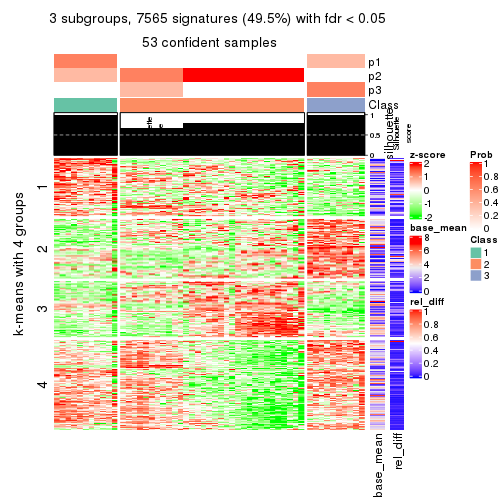 3 subgroups, 7565 signatures (49.5%) with fdr < 0.05
53 confident samples
p1
p2
p3
Class
1
0.5
0
silhouette
Silhouette
score
k-means with 4 groups
1
2
3
4
base_mean
rel_diff
z-score
2
1
0
-1
-2
base_mean
8
6
4
2
0
rel_diff
1
0.8
0.6
0.4
0.2
0
Prob
1
0.8
0.6
0.4
0.2
0
Class
1
2
3